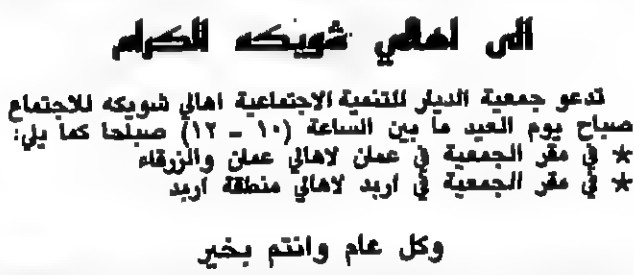 الى اهالي شويكه الكرام
تدعو جمعية الديار للتنمية الاجتماعية اهالي شويكه للاجتماع
صباح يوم العيد ما بين الساعة (١٠ - ١٢) صباحا كما يلي:
* في مقر الجمعية في عمان لاهالي عمان والزرقاء
* في مقر الجمعية في اربد لاهالي منطقة اربد
وكل عام وانتم بخير